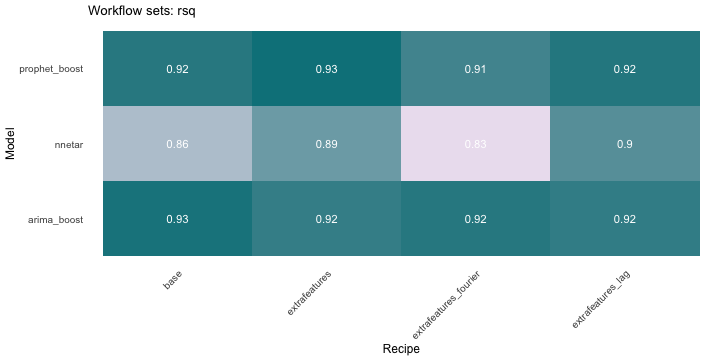 Workflow sets: rsq
Model
prophet_boost 0.92 0.93 0.91 0.92
nnetar 0.86 0.89 0.83 0.9
arima_boost 0.93 0.92 0.92 0.92
base extrafeatures extrafeatures_fourier extrafeatures_lag
Recipe